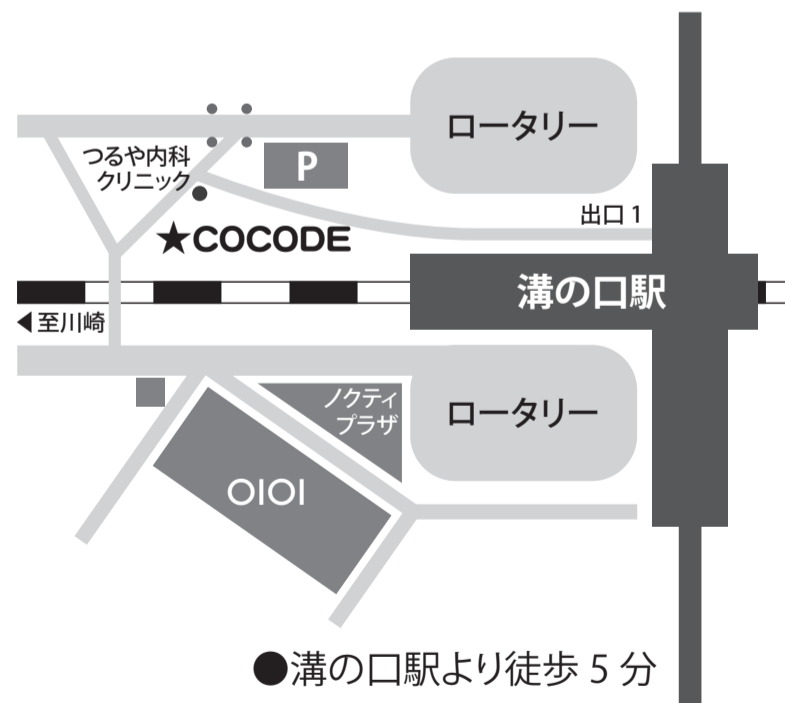 ロータリー
つるや内科
クリニック
P
出口 1
★COCODE
溝の口駅
◀至川崎
ノクティ
プラザ
ロータリー
OIOI
●溝の口駅より徒歩 5 分